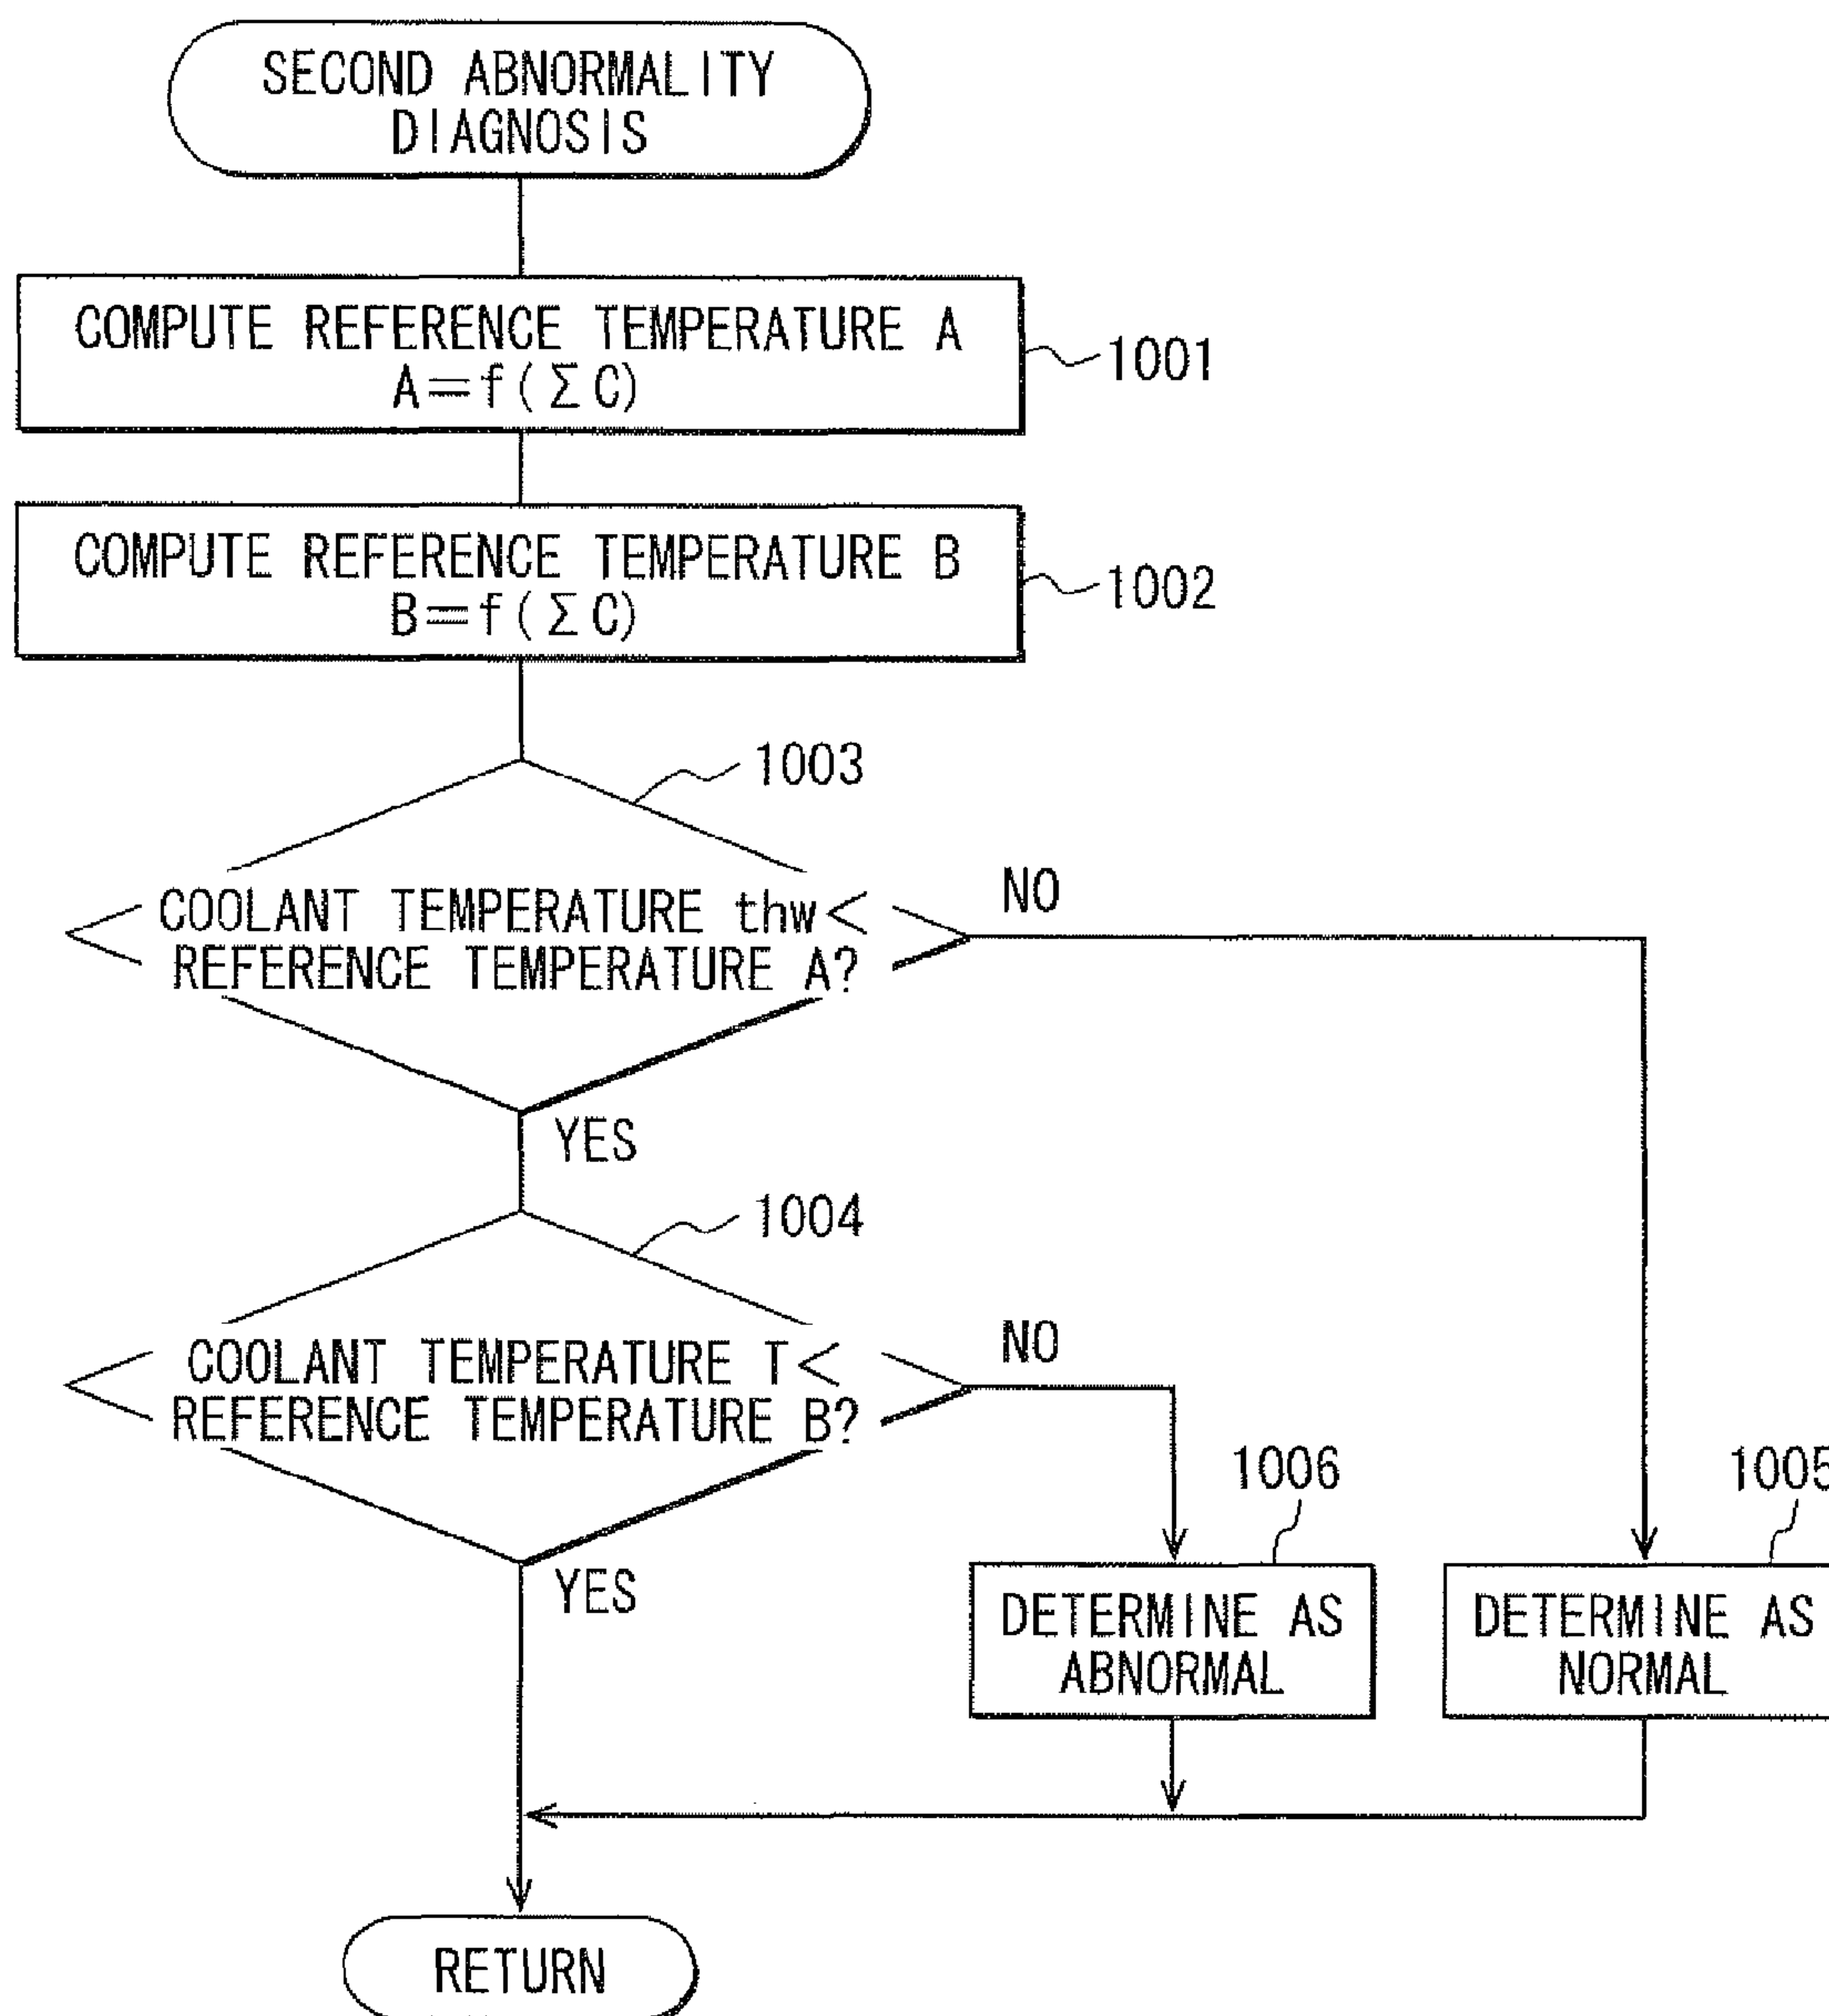 SECOND ABNORMALITY
DIAGNOSIS
COMPUTE REFERENCE TEMPERATURE A
A=f(ΣC)
1001
COMPUTE REFERENCE TEMPERATURE B
B=f(ΣC)
1002
1003
COOLANT TEMPERATURE thw<
REFERENCE TEMPERATURE A?
NO
YES
1004
COOLANT TEMPERATURE T<
REFERENCE TEMPERATURE B?
NO
YES
1006
1005
DETERMINE AS
ABNORMAL
DETERMINE AS
NORMAL
RETURN